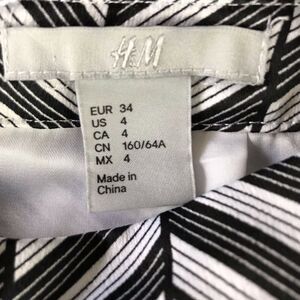 H&M
EUR 34
US 4
CA 4
CN 160/64A
MX 4
Made in
China